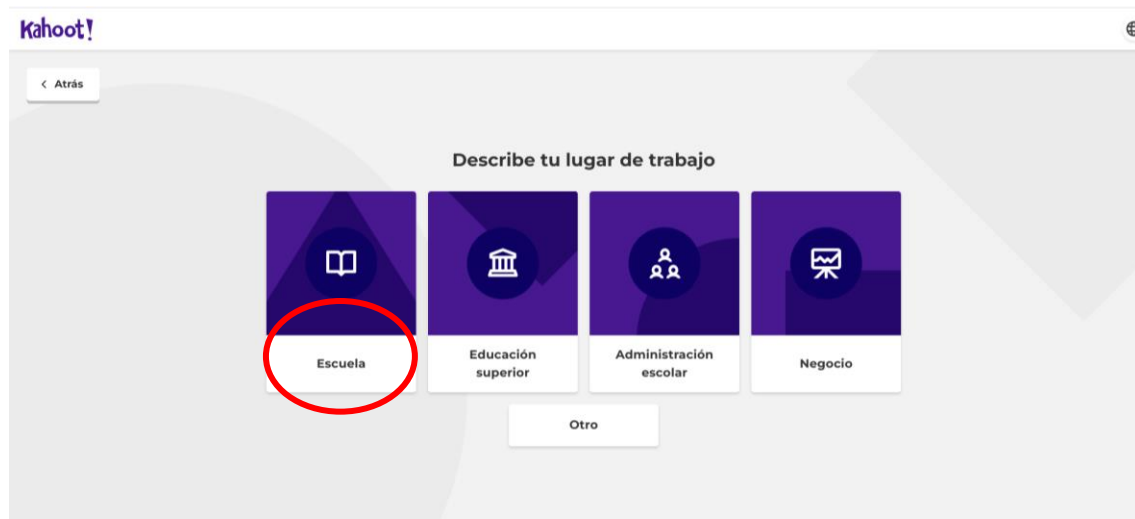 Kahoot!
< Atrás
Describe tu lugar de trabajo
Escuela
Educación
superior
Administración
escolar
Negocio
Otro